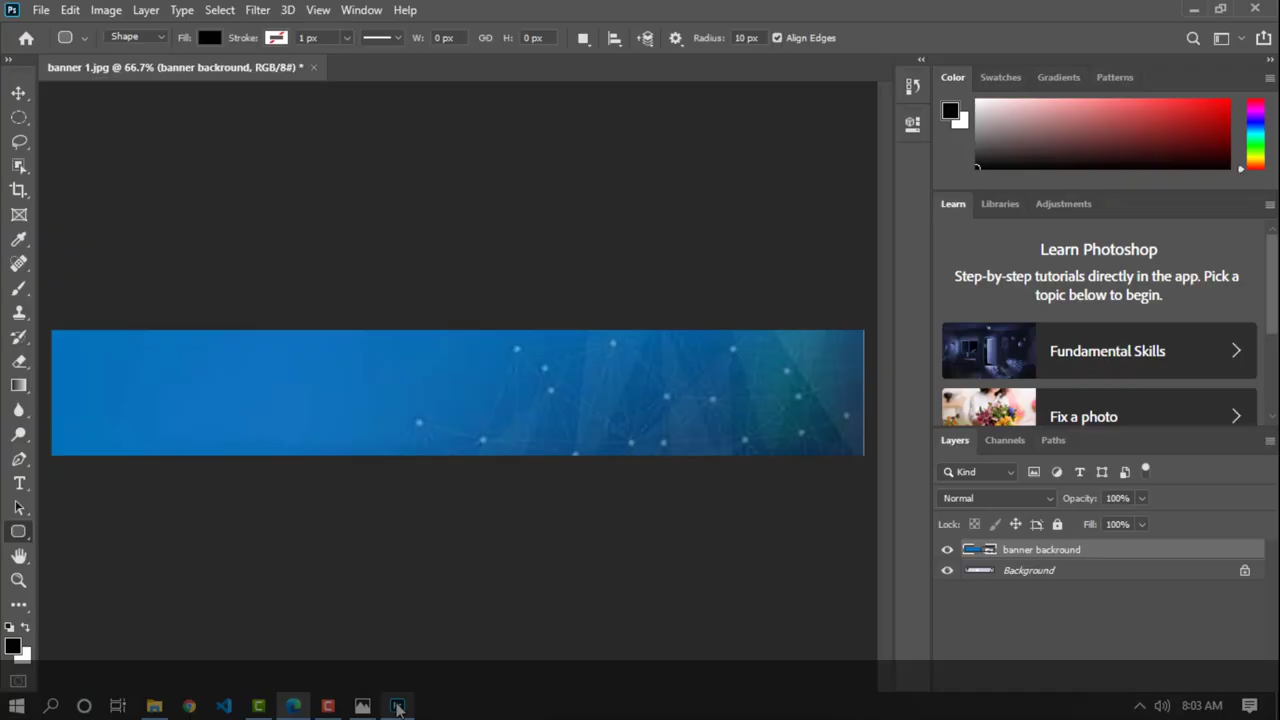 Ps File Edit Image Layer Type Select Filter 3D View Window Help
Shape Fill: Stroke: 1 px W: 0 px H: 0 px Radius: 10 px Align Edges
banner 1.jpg @ 66.7% (banner backround, RGB/8#) *
Color Swatches Gradients Patterns
Learn Libraries Adjustments
Learn Photoshop
Step-by-step tutorials directly in the app. Pick a
topic below to begin.
Fundamental Skills
Fix a photo
Layers Channels Paths
Kind
Normal Opacity: 100%
Lock: Fill: 100%
banner backround
Background
8:03 AM